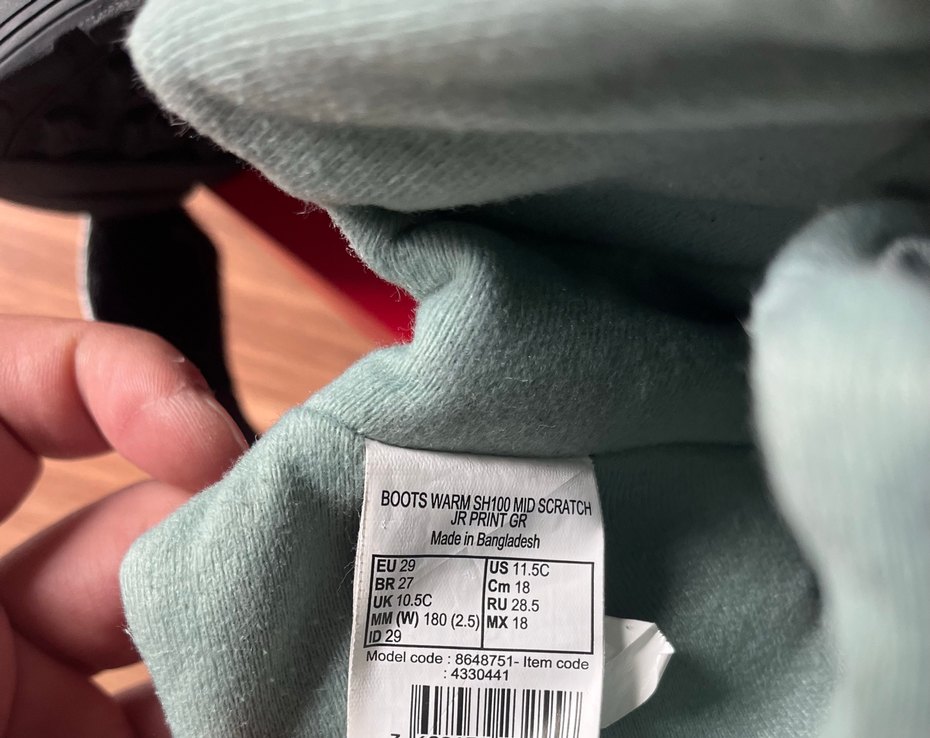 BOOTS WARM SH100 MID SCRATCH
JR PRINT GR
Made in Bangladesh
EU 29
BR 27
UK 10.5C
MM (W) 180 (2.5)
ID 29
US 11.5C
Cm 18
RU 28.5
MX 18
Model code : 8648751- Item code
: 4330441